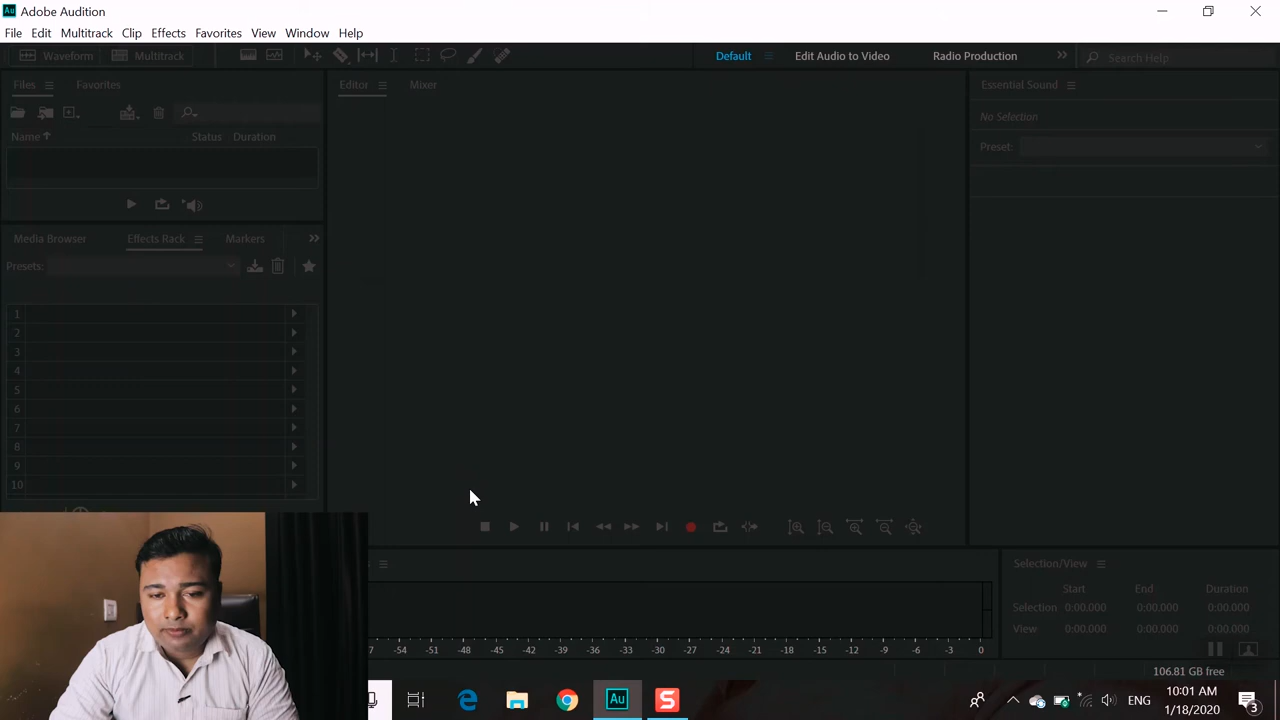 Au Adobe Audition
File Edit Multitrack Clip Effects Favorites View Window Help
Waveform Multitrack Default Edit Audio to Video Radio Production Search Help
Files Favorites Editor Mixer Essential Sound
No Selection
Name Status Duration
Preset:
Media Browser Effects Rack Markers
Presets:
1
2
3
4
5
6
7
8
9
10
Selection/View
Start End Duration
Selection 0:00.000 0:00.000 0:00.000
View 0:00.000 0:00.000 0:00.000
-54 -51 -48 -45 -42 -39 -36 -33 -30 -27 -24 -21 -18 -15 -12 -9 -6 -3 0
106.81 GB free
Au S ENG 10:01 AM
1/18/2020 3